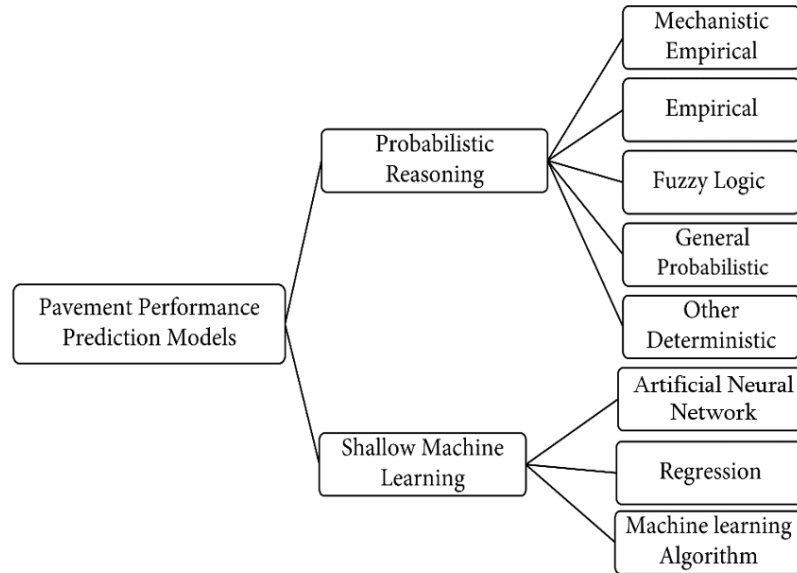 Pavement Performance
Prediction Models
Probabilistic
Reasoning
Mechanistic
Empirical
Empirical
Fuzzy Logic
General
Probabilistic
Other
Deterministic
Shallow Machine
Learning
Artificial Neural
Network
Regression
Machine learning
Algorithm